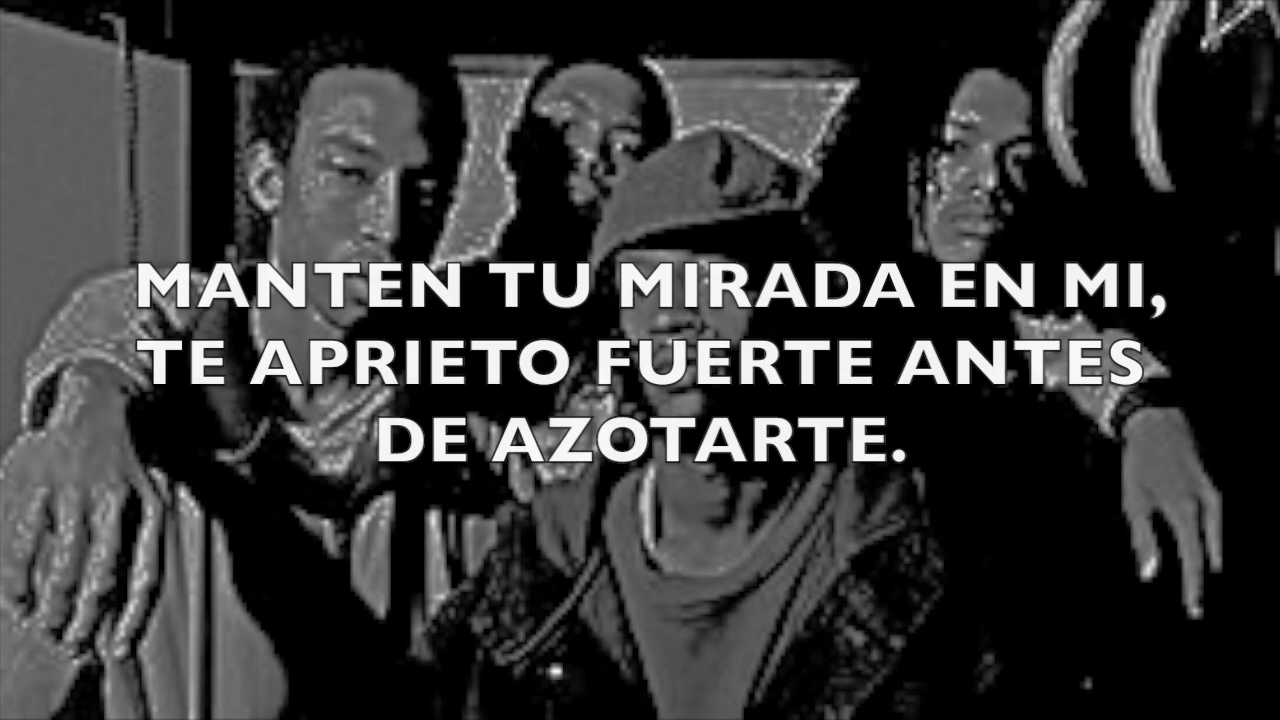 MANTEN TU MIRADA EN MI,
TE APRIETO FUERTE ANTES
DE AZOTARTE.